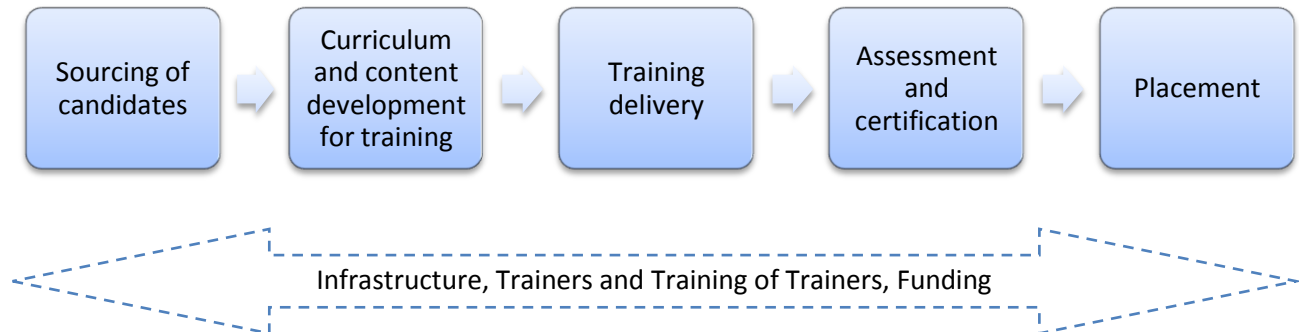 Sourcing of
candidates
Curriculum
and content
development
for training
Training
delivery
Assessment
and
certification
Placement
Infrastructure, Trainers and Training of Trainers, Funding